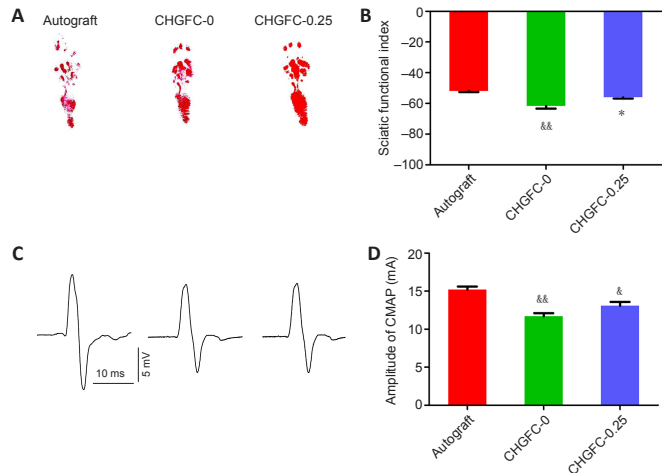 A
Autograft
CHGFC-0
CHGFC-0.25
B
Sciatic functional index
0
–20
–40
–60
–80
–100
&&
*
Autograft
CHGFC-0
CHGFC-0.25
C
10 ms
5 mV
D
Amplitude of CMAP (mA)
20
15
10
5
0
&&
&
Autograft
CHGFC-0
CHGFC-0.25